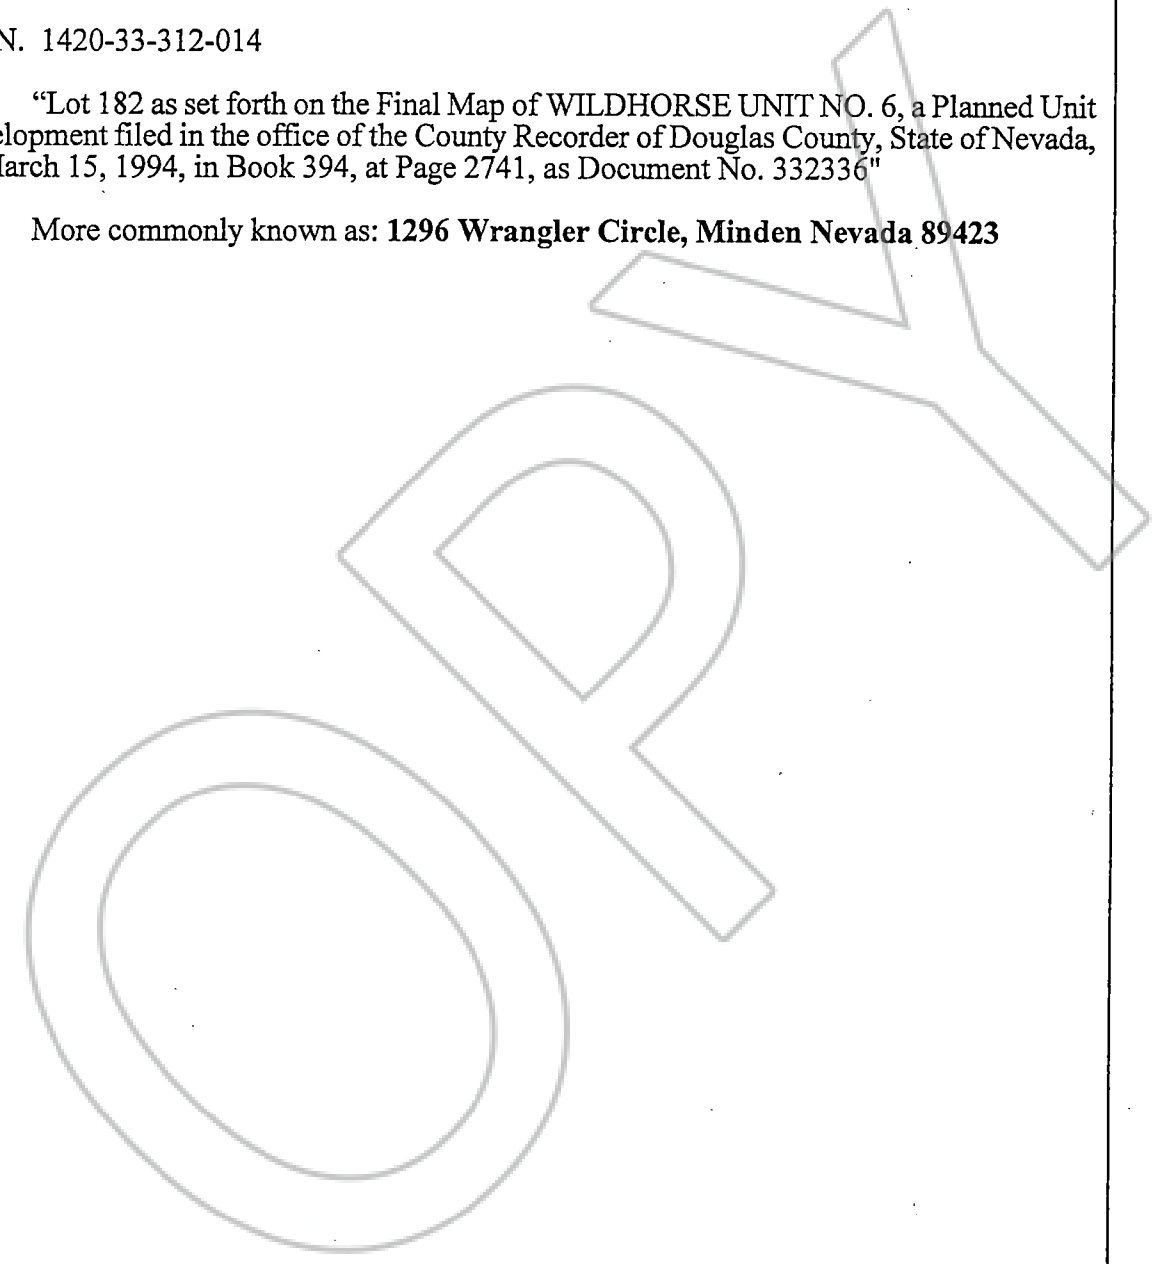 N. 1420-33-312-014
“Lot 182 as set forth on the Final Map of WILDHORSE UNIT NO. 6, a Planned Unit
elopment filed in the office of the County Recorder of Douglas County, State of Nevada,
arch 15, 1994, in Book 394, at Page 2741, as Document No. 332336"
More commonly known as: 1296 Wrangler Circle, Minden Nevada 89423
OPY